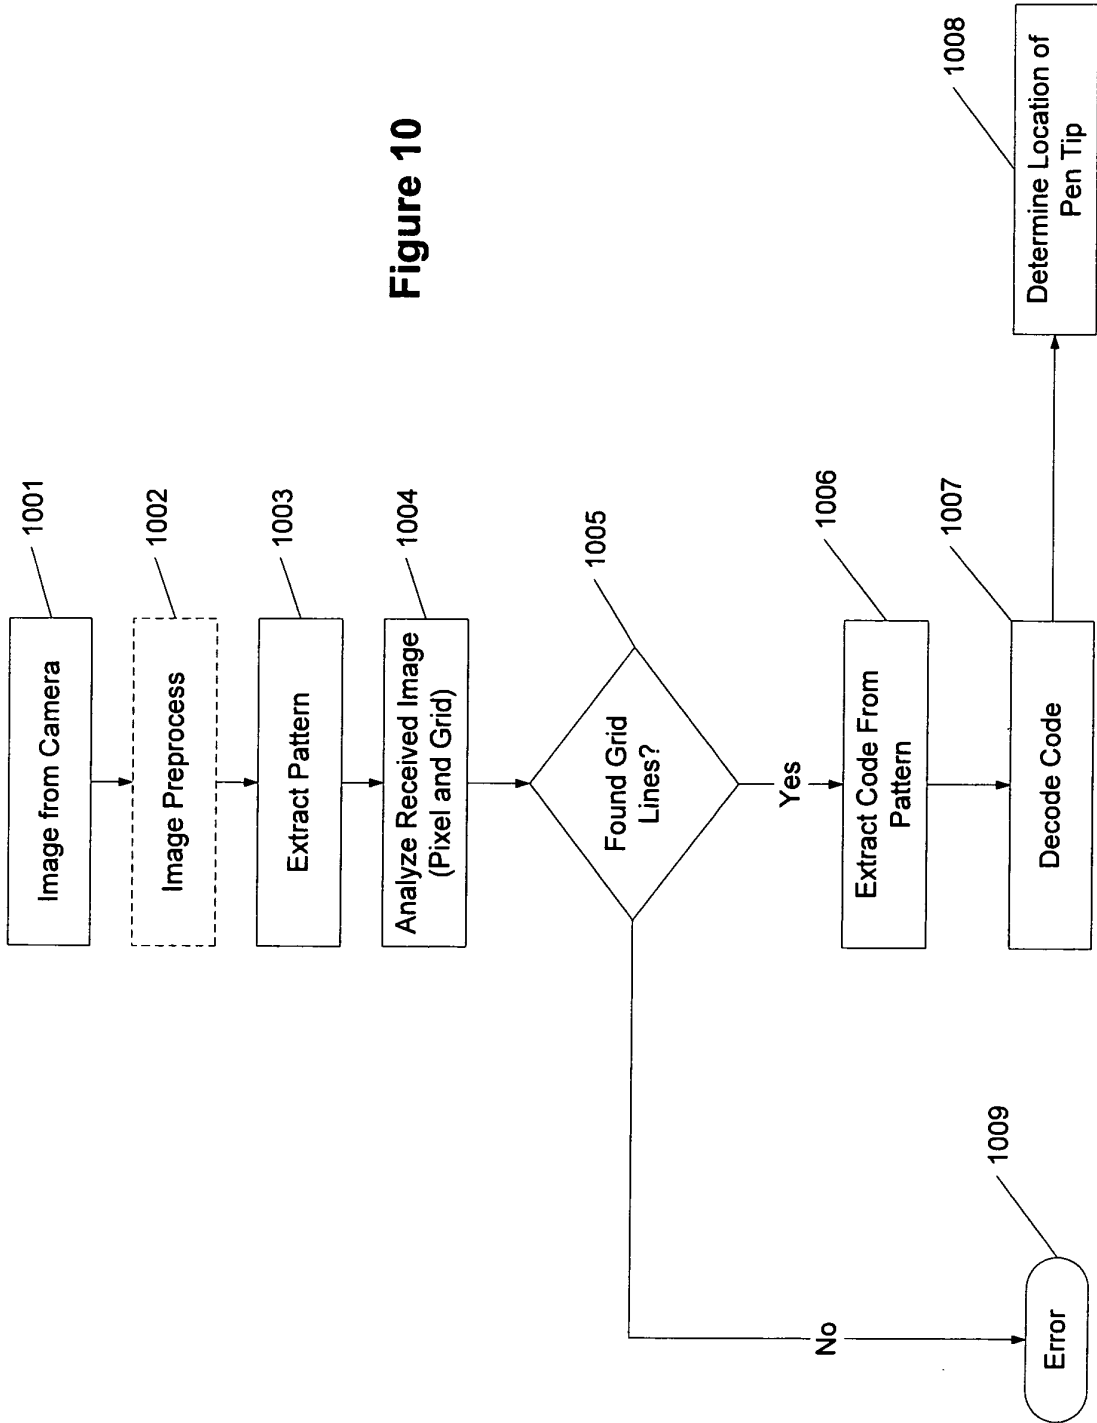 Image from Camera
1001
Image Preprocess
1002
Extract Pattern
1003
Analyze Received Image
(Pixel and Grid)
1004
Found Grid
Lines?
1005
Yes
No
Extract Code From
Pattern
1006
Decode Code
1007
Determine Location of
Pen Tip
1008
Error
1009
Figure 10